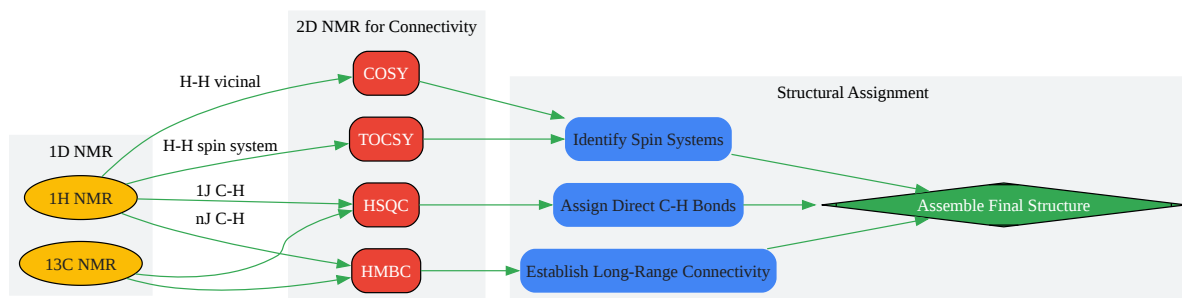 2D NMR for Connectivity
COSY
H-H vicinal
Structural Assignment
TOCSY
Identify Spin Systems
H-H spin system
1D NMR
1H NMR
1J C-H
HSQC
Assign Direct C-H Bonds
Assemble Final Structure
nJ C-H
13C NMR
HMBC
Establish Long-Range Connectivity